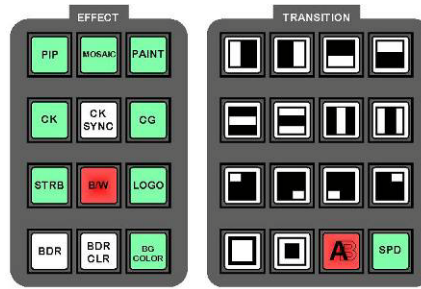 EFFECT
TRANSITION
PIP
MOSAIC
PAINT
CK
CK
SYNC
CG
STRB
B/W
LOGO
BDR
BDR
CLR
BG
COLOR
AB
SPD